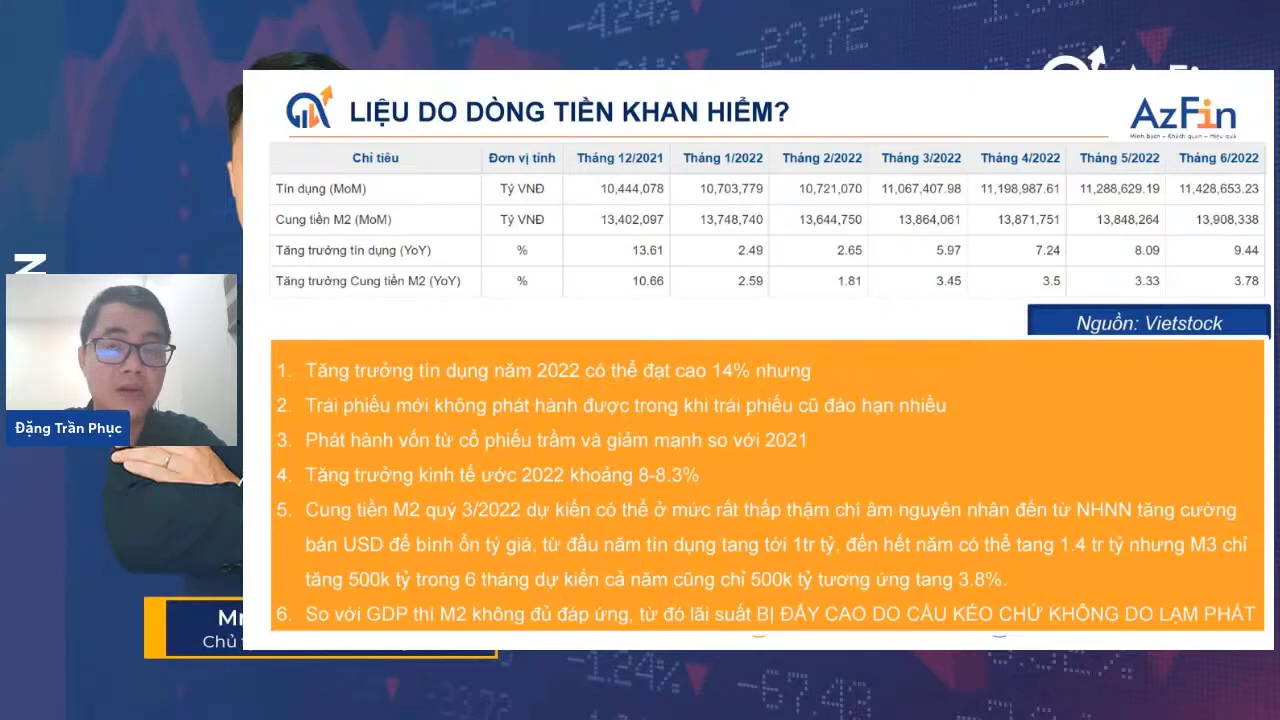 LIỆU DO DÒNG TIỀN KHAN HIẾM?
AzFin
Minh bạch – Khách quan – Hiệu quả
Chỉ tiêu Đơn vị tính Tháng 12/2021 Tháng 1/2022 Tháng 2/2022 Tháng 3/2022 Tháng 4/2022 Tháng 5/2022 Tháng 6/2022
Tín dụng (MoM) Tỷ VNĐ 10,444,078 10,703,779 10,721,070 11,067,407.98 11,198,987.61 11,288,629.19 11,428,653.23
Cung tiền M2 (MoM) Tỷ VNĐ 13,402,097 13,748,740 13,644,750 13,864,061 13,871,751 13,848,264 13,908,338
Tăng trưởng tín dụng (YoY) % 13.61 2.49 2.65 5.97 7.24 8.09 9.44
Tăng trưởng Cung tiền M2 (YoY) % 10.66 2.59 1.81 3.45 3.5 3.33 3.78
Nguồn: Vietstock
1. Tăng trưởng tín dụng năm 2022 có thể đạt cao 14% nhưng
2. Trái phiếu mới không phát hành được trong khi trái phiếu cũ đáo hạn nhiều
3. Phát hành vốn từ cổ phiếu trầm và giảm mạnh so với 2021
4. Tăng trưởng kinh tế ước 2022 khoảng 8-8.3%
5. Cung tiền M2 quý 3/2022 dự kiến có thể ở mức rất thấp thậm chí âm nguyên nhân đến từ NHNN tăng cường
bán USD để bình ổn tỷ giá, từ đầu năm tín dụng tang tới 1tr tỷ, đến hết năm có thể tang 1.4 tr tỷ nhưng M3 chỉ
tăng 500k tỷ trong 6 tháng dự kiến cả năm cũng chỉ 500k tỷ tương ứng tang 3.8%.
6. So với GDP thì M2 không đủ đáp ứng, từ đó lãi suất BỊ ĐẨY CAO DO CẦU KÉO CHỨ KHÔNG DO LẠM PHÁT
Đặng Trần Phục
Chủ